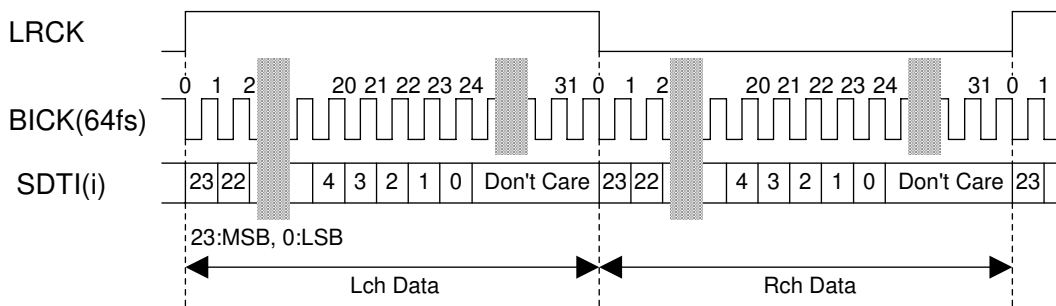 LRCK
0 1 2 20 21 22 23 24 31 0 1 2 20 21 22 23 24 31 0 1
BICK(64fs)
SDTI(i) 23 22 4 3 2 1 0 Don't Care 23 22 4 3 2 1 0 Don't Care 23
23:MSB, 0:LSB
Lch Data Rch Data